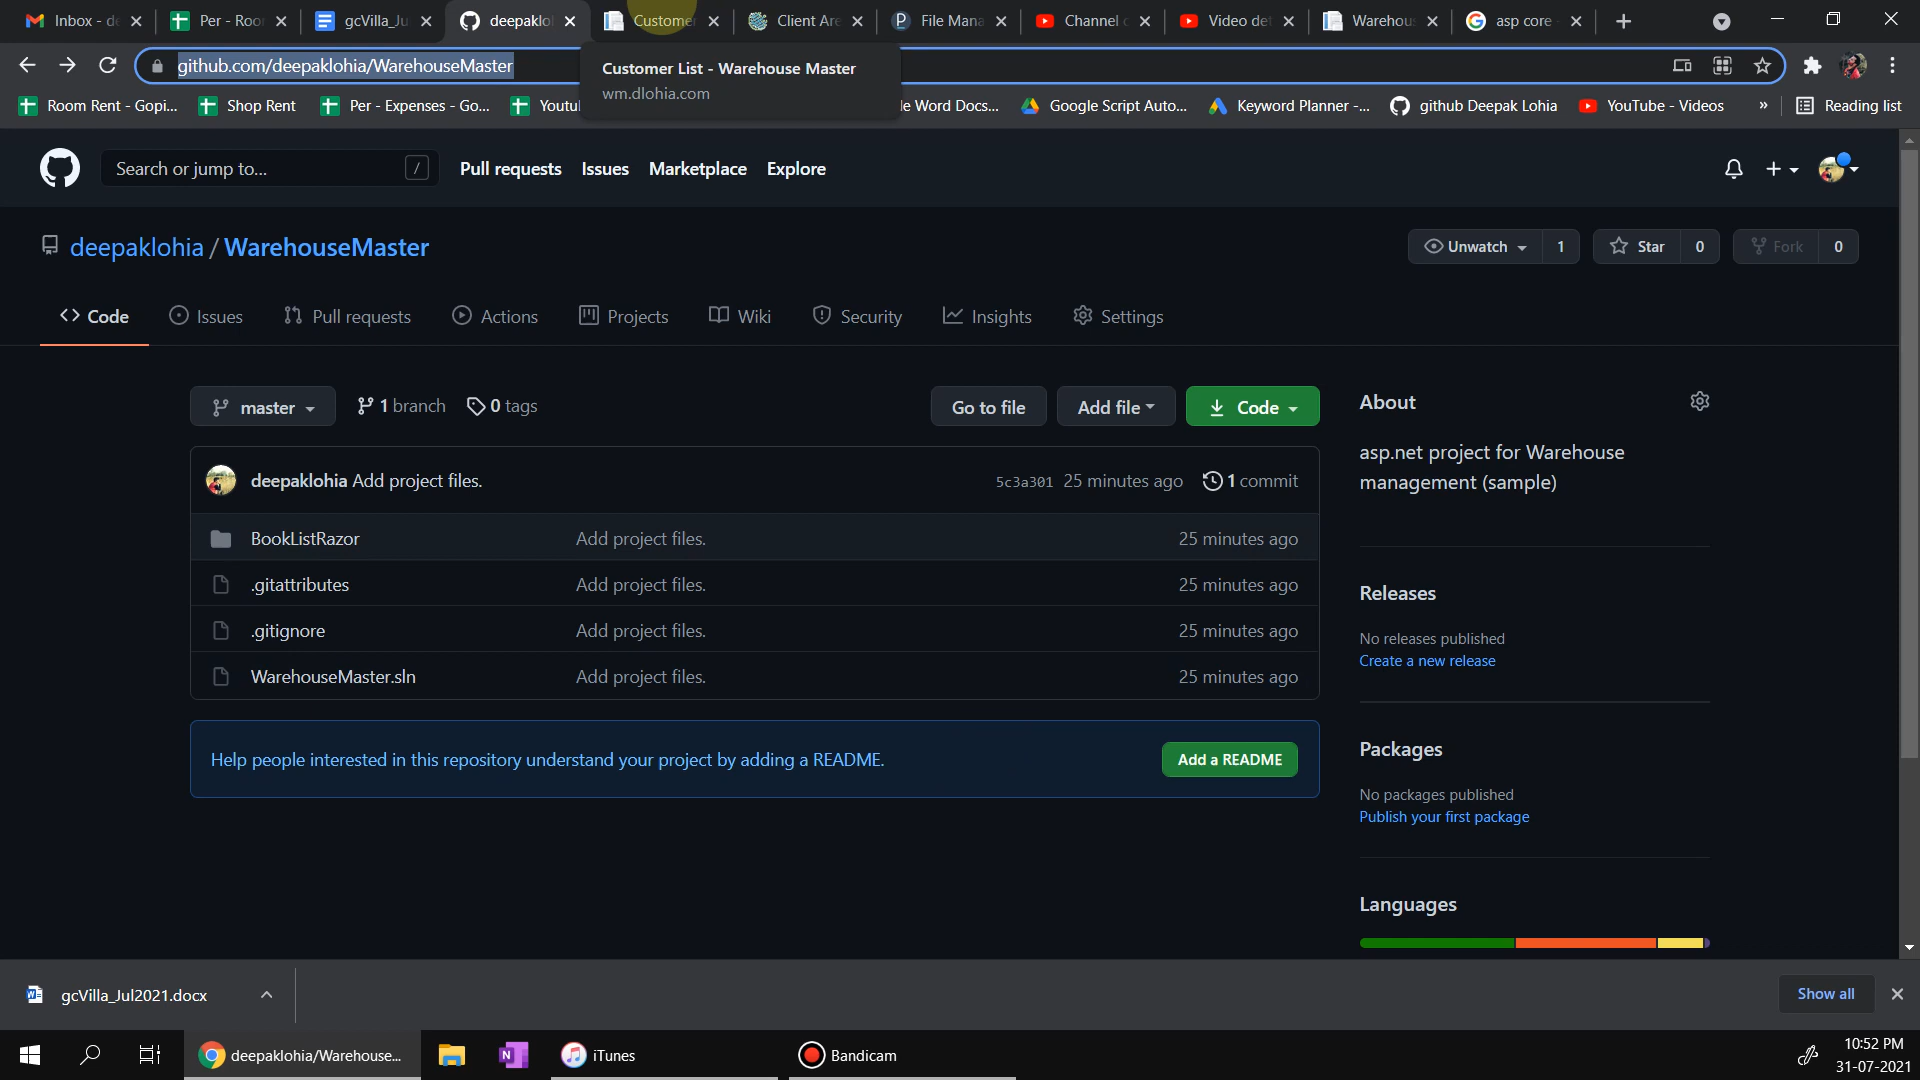 Inbox - de
Per - Roo
gcVilla_Ju
deepaklo
Customer
Client Are
File Mana
Channel c
Video det
Warehou
asp core
github.com/deepaklohia/WarehouseMaster
Customer List - Warehouse Master
wm.dlohia.com
Room Rent - Gopi...
Shop Rent
Per - Expenses - Go...
Youtu
le Word Docs...
Google Script Auto...
Keyword Planner -...
github Deepak Lohia
YouTube - Videos
»
Reading list
Search or jump to...
/
Pull requests
Issues
Marketplace
Explore
deepaklohia / WarehouseMaster
Unwatch
1
Star
0
Fork
0
Code
Issues
Pull requests
Actions
Projects
Wiki
Security
Insights
Settings
master
1 branch
0 tags
Go to file
Add file
Code
About
asp.net project for Warehouse
management (sample)
deepaklohia Add project files.
5c3a301 25 minutes ago
1 commit
BookListRazor Add project files. 25 minutes ago
.gitattributes Add project files. 25 minutes ago
.gitignore Add project files. 25 minutes ago
WarehouseMaster.sln Add project files. 25 minutes ago
Releases
No releases published
Create a new release
Help people interested in this repository understand your project by adding a README.
Add a README
Packages
No packages published
Publish your first package
Languages
gcVilla_Jul2021.docx
Show all
deepaklohia/Warehouse...
iTunes
Bandicam
10:52 PM
31-07-2021